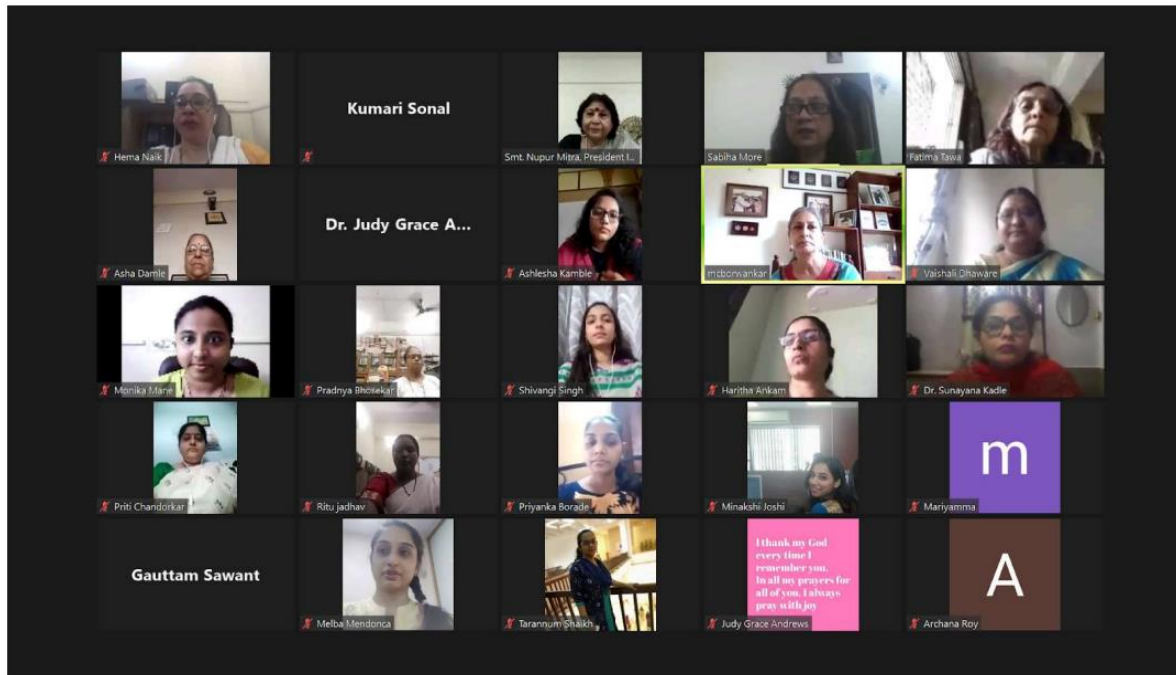 Hema Naik
Kumari Sonal
Smt. Nupur Mitra, President I...
Sabiha More
Fatima Tawa
Asha Damle
Dr. Judy Grace A...
Ashlesha Kamble
mcborwankar
Vaishali Dhaware
Monika Mane
Pradnya Bhosekar
Shivangi Singh
Haritha Ankam
Dr. Sunayana Kadle
Priti Chandorkar
Ritu jadhav
Priyanka Borade
Minakshi Joshi
m
Mariyamma
Gauttam Sawant
Melba Mendonca
Tarannum Shaikh
I thank my God
every time I
remember you.
In all my prayers for
all of you, I always
pray with joy
Judy Grace Andrews
A
Archana Roy